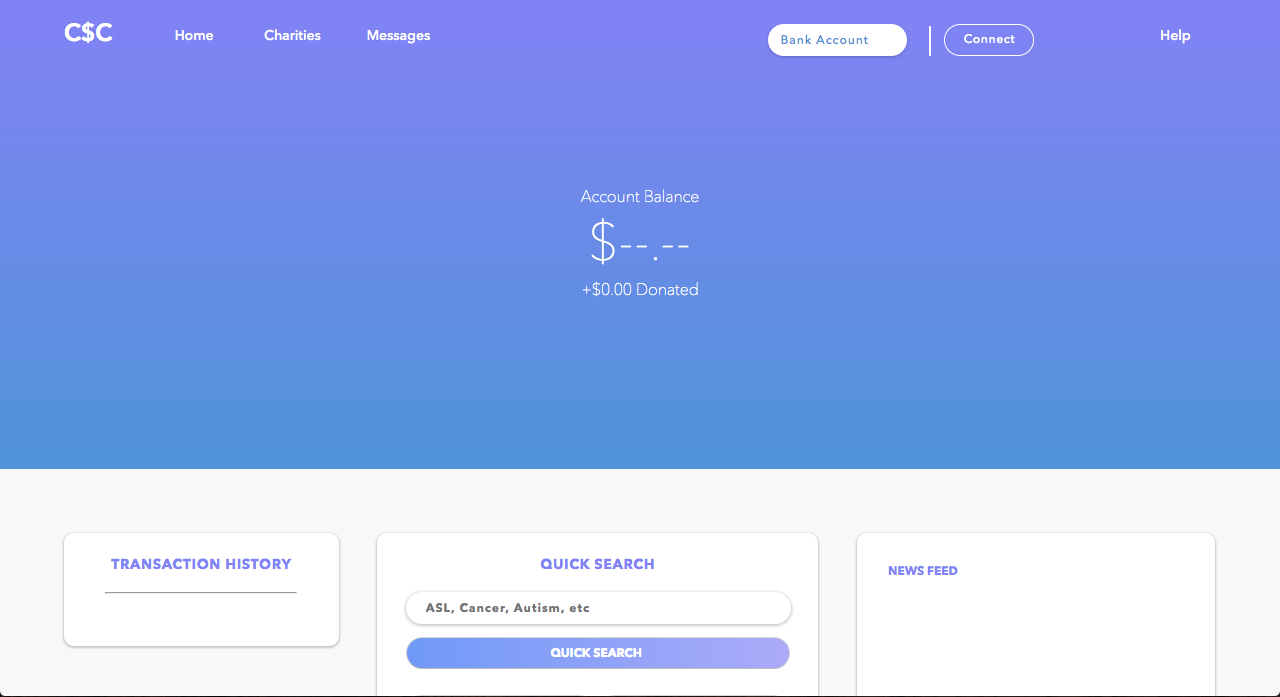 C$C
Home
Charities
Messages
Bank Account
Connect
Help
Account Balance
$--.--
+$0.00 Donated
TRANSACTION HISTORY
QUICK SEARCH
ASL, Cancer, Autism, etc
QUICK SEARCH
NEWS FEED